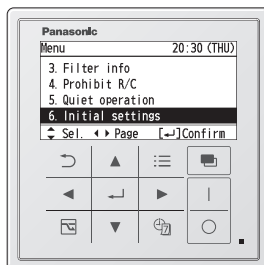 Panasonic
Menu 20:30 (THU)
3. Filter info
4. Prohibit R/C
5. Quiet operation
6. Initial settings
Sel. Page [↵]Confirm
7